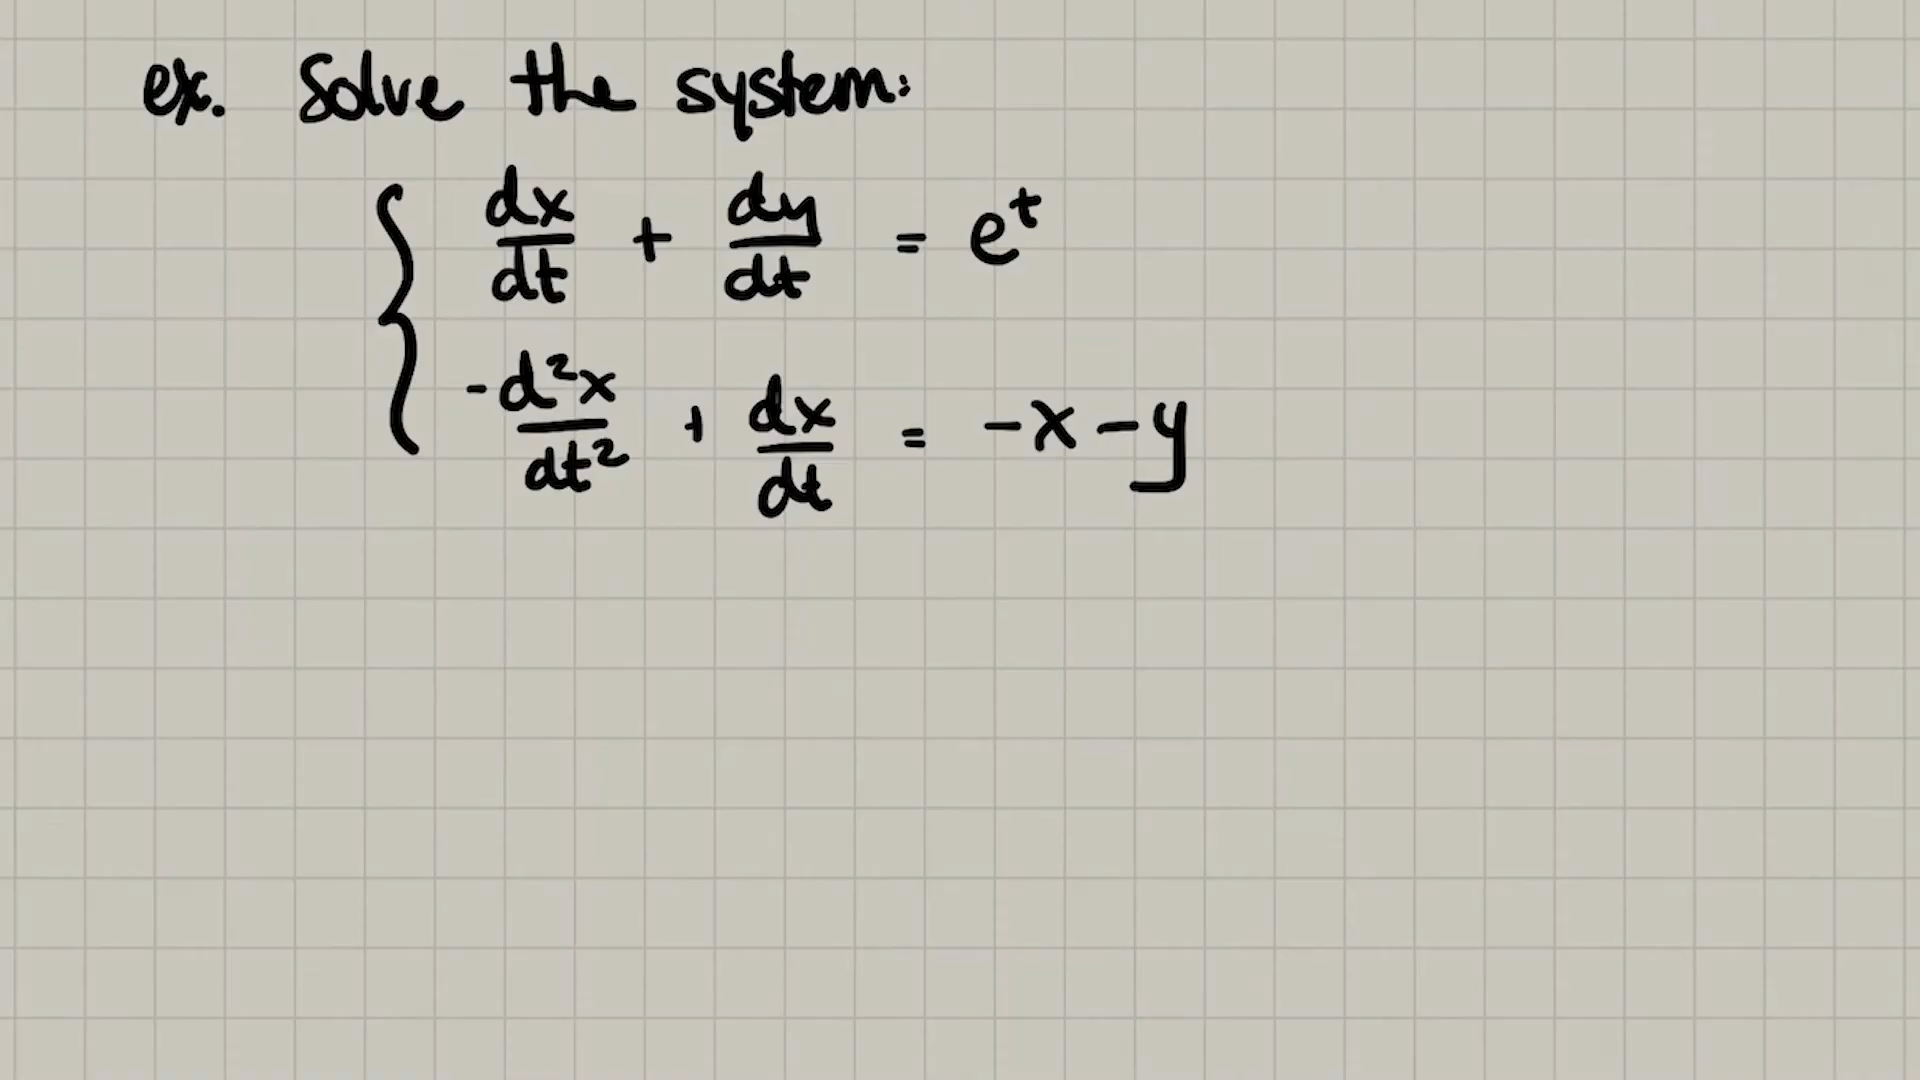 ex. Solve the system:
dx/dt + dy/dt = e^t
-d²x/dt² + dx/dt = -x - y